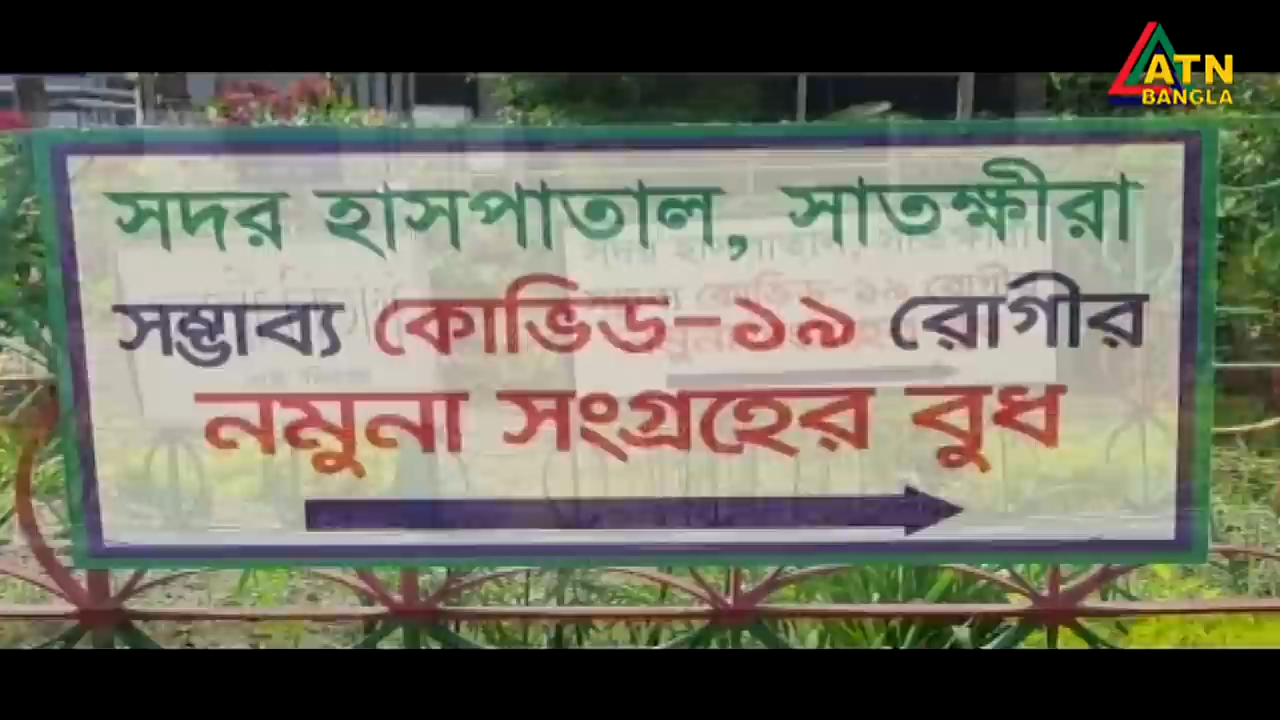 ATN
BANGLA
সদর হাসপাতাল, সাতক্ষীরা
সম্ভাব্য কোভিড-১৯ রোগীর
নমুনা সংগ্রহের বুধ